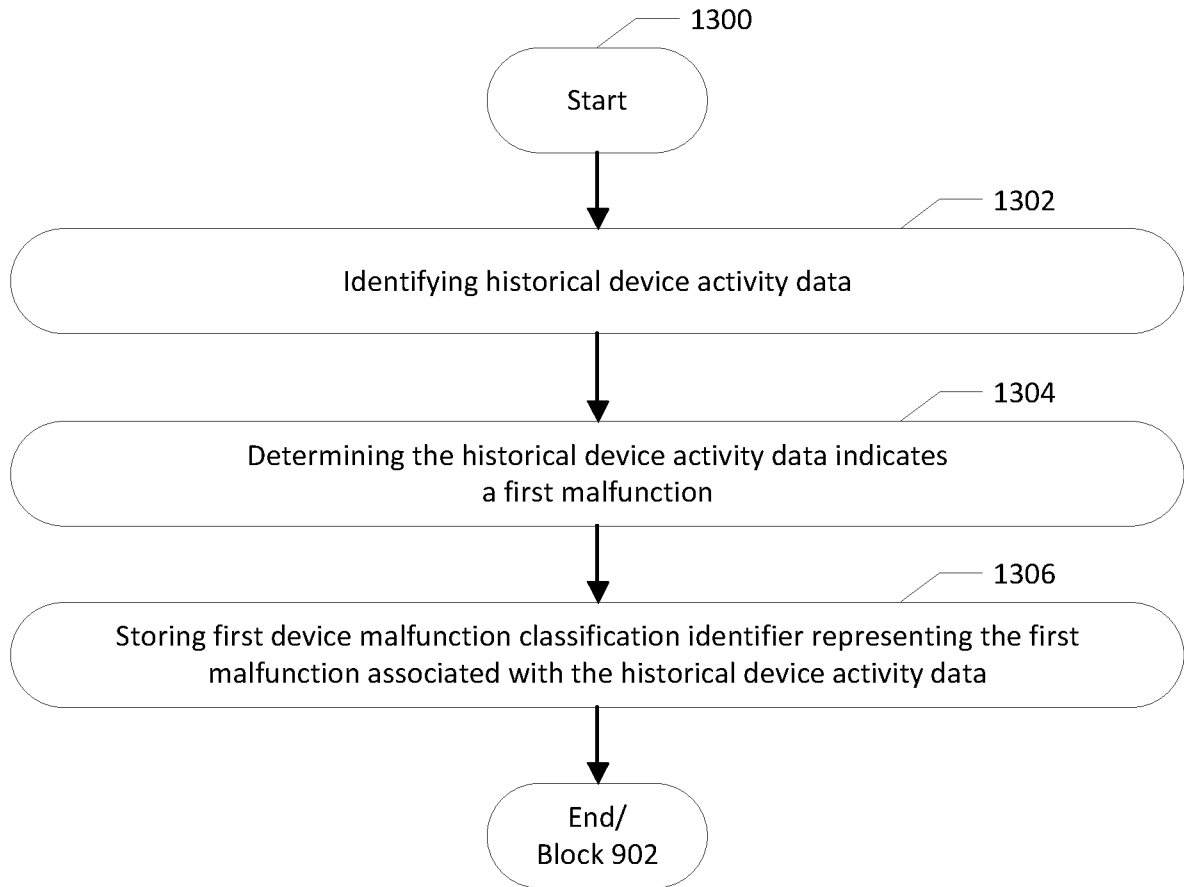 1300
Start
1302
Identifying historical device activity data
1304
Determining the historical device activity data indicates
a first malfunction
1306
Storing first device malfunction classification identifier representing the first
malfunction associated with the historical device activity data
End/
Block 902